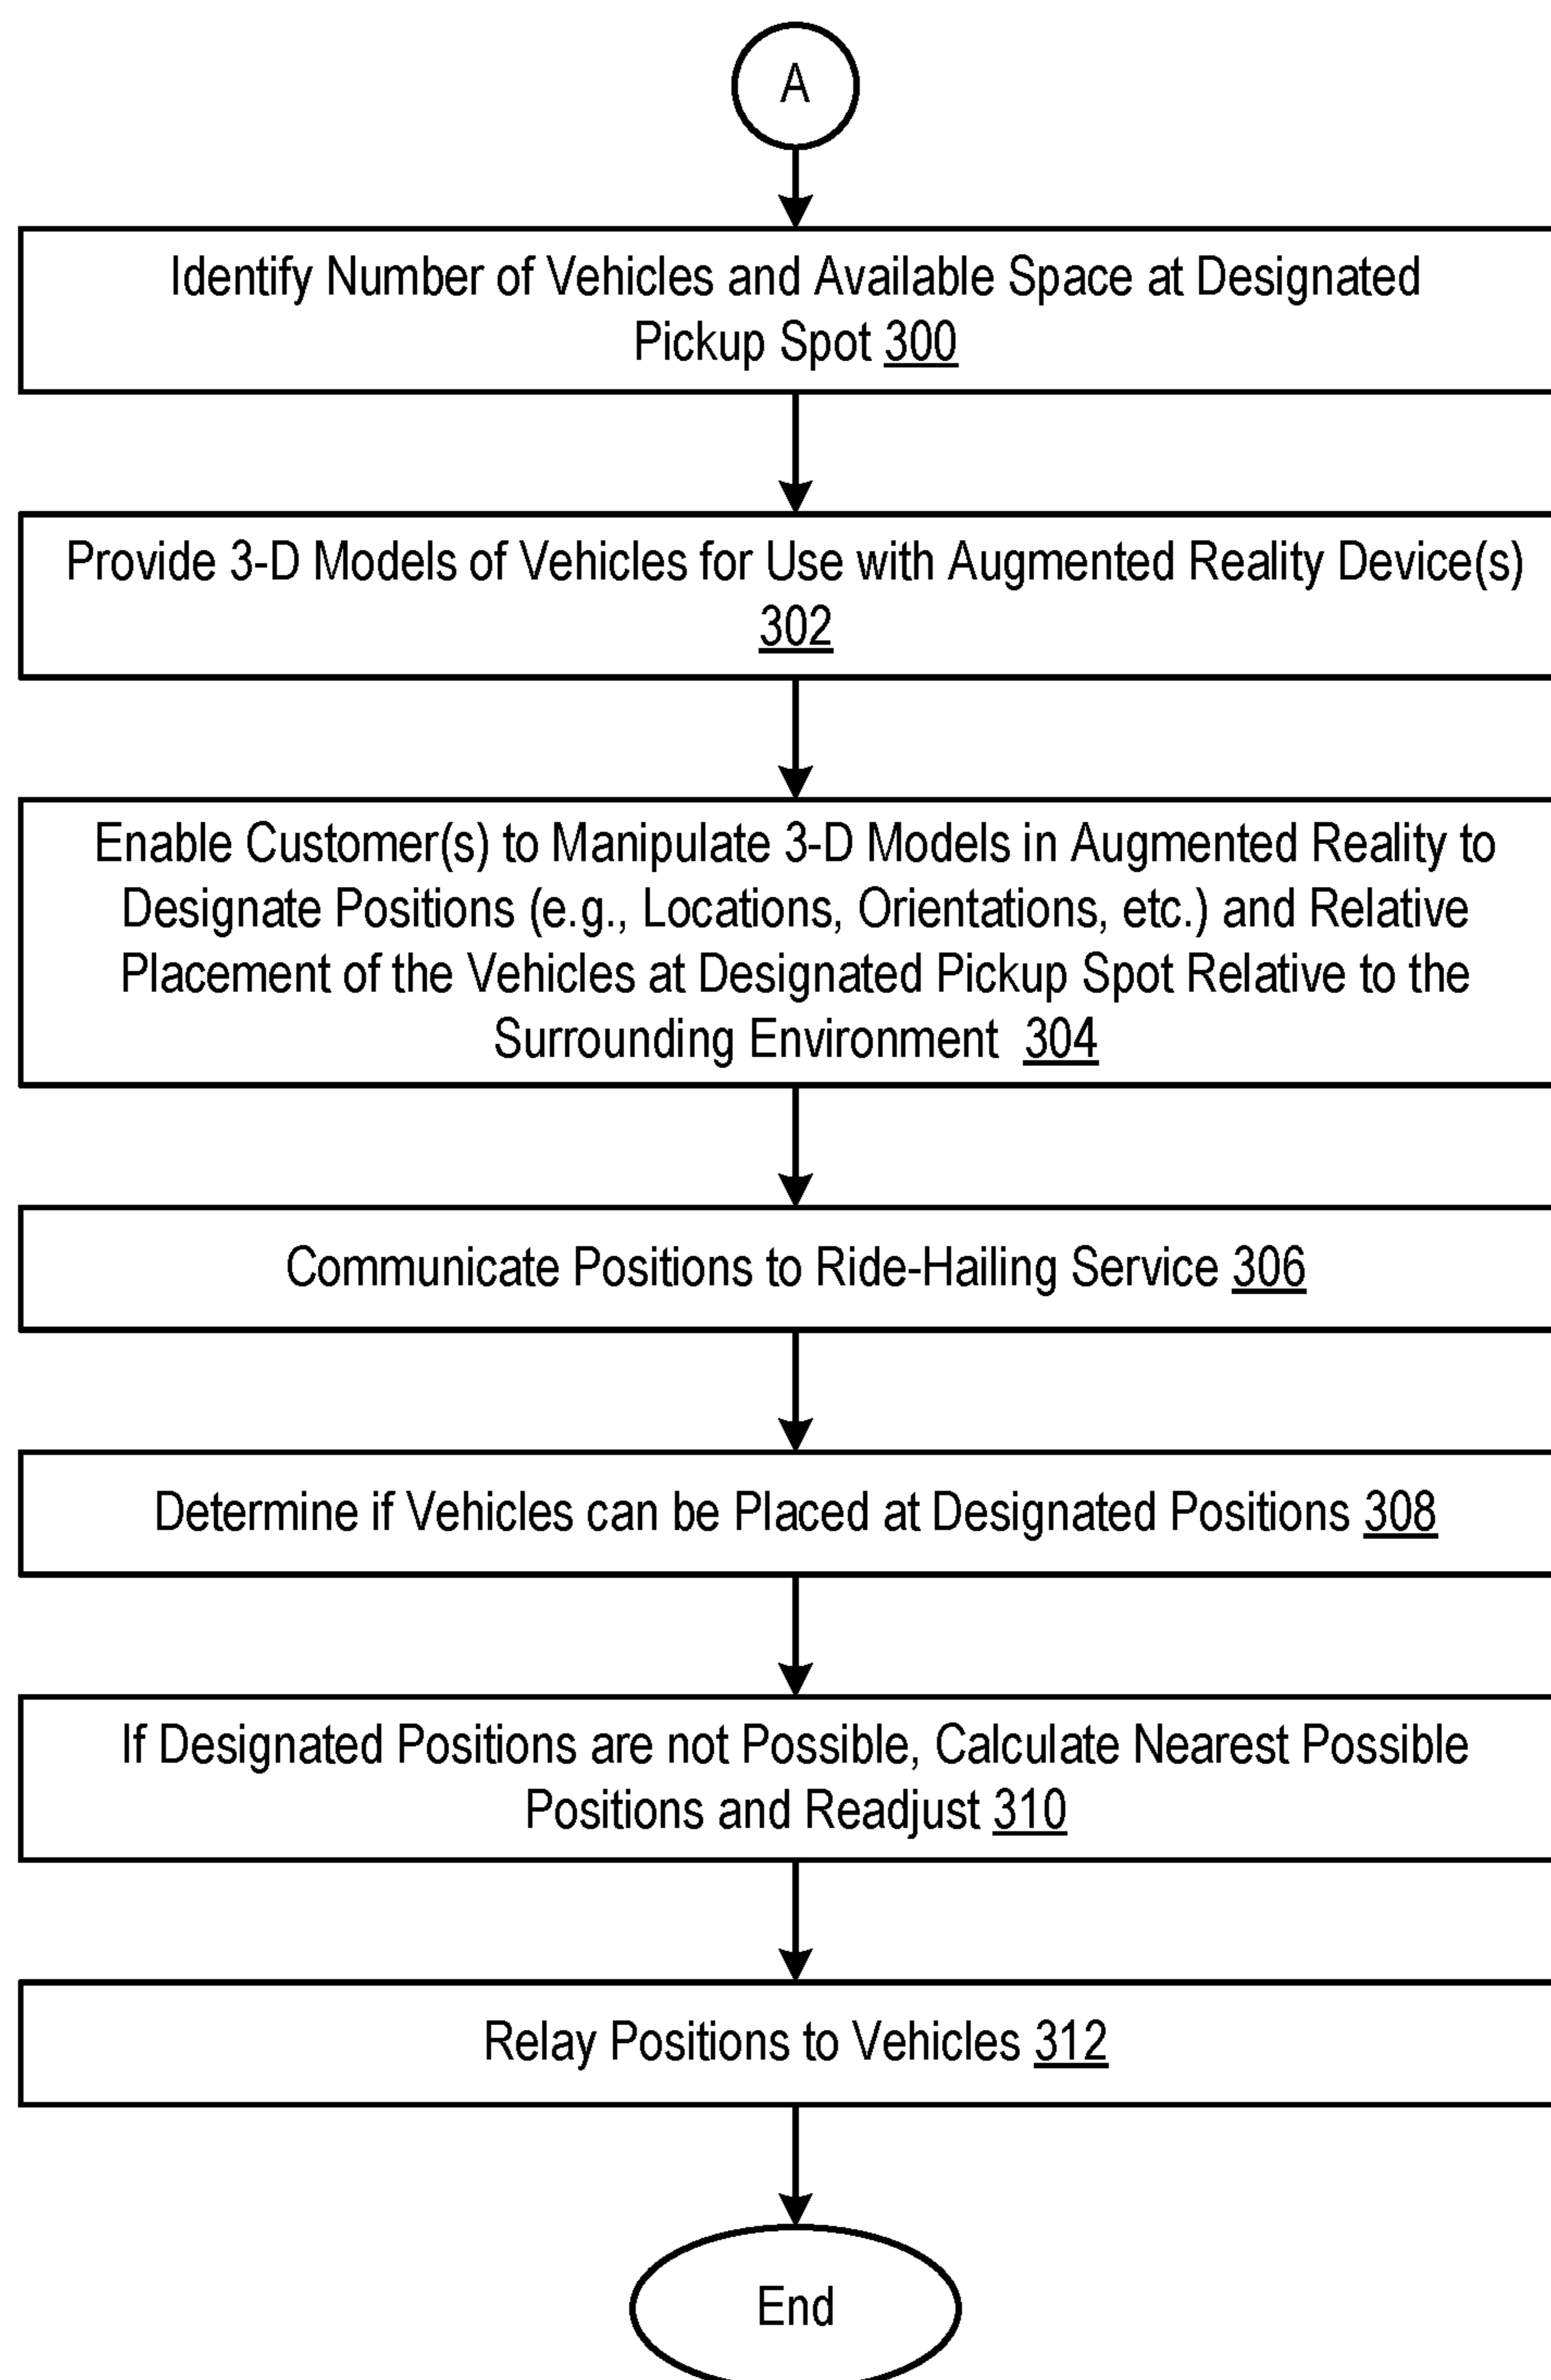 A
Identify Number of Vehicles and Available Space at Designated
Pickup Spot 300
Provide 3-D Models of Vehicles for Use with Augmented Reality Device(s)
302
Enable Customer(s) to Manipulate 3-D Models in Augmented Reality to
Designate Positions (e.g., Locations, Orientations, etc.) and Relative
Placement of the Vehicles at Designated Pickup Spot Relative to the
Surrounding Environment 304
Communicate Positions to Ride-Hailing Service 306
Determine if Vehicles can be Placed at Designated Positions 308
If Designated Positions are not Possible, Calculate Nearest Possible
Positions and Readjust 310
Relay Positions to Vehicles 312
End